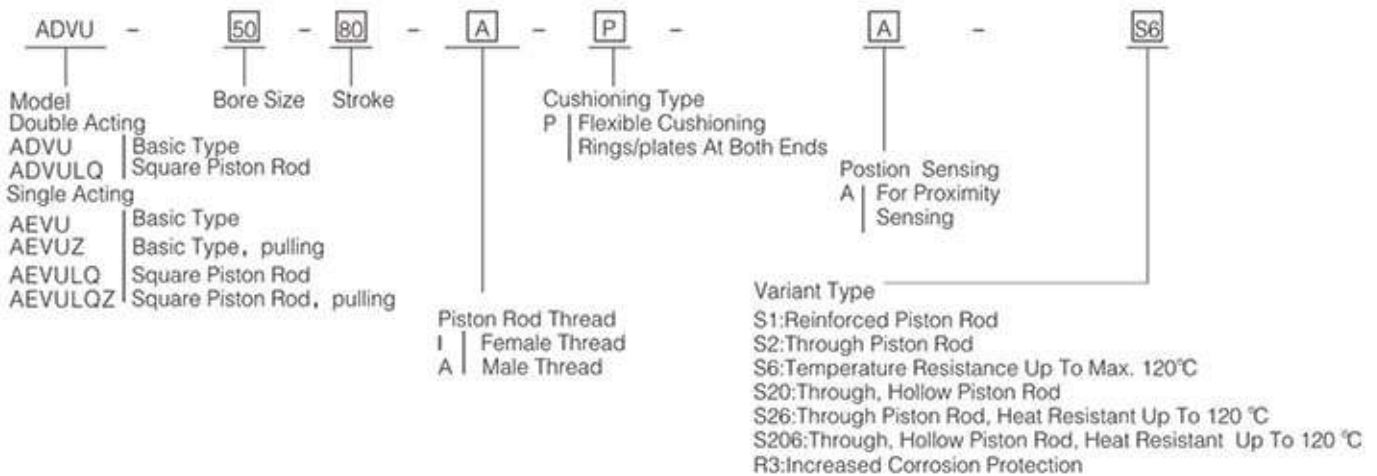 ADVU - 50 - 80 - A - P - A - S6
Model
Double Acting
ADVU Basic Type
ADVULQ Square Piston Rod
Single Acting
AEVU Basic Type
AEVUZ Basic Type, pulling
AEVULQ Square Piston Rod
AEVULQZ Square Piston Rod, pulling
Bore Size
Stroke
Piston Rod Thread
I Female Thread
A Male Thread
Cushioning Type
P Flexible Cushioning
Rings/plates At Both Ends
Postion Sensing
A For Proximity
Sensing
Variant Type
S1:Reinforced Piston Rod
S2:Through Piston Rod
S6:Temperature Resistance Up To Max. 120℃
S20:Through, Hollow Piston Rod
S26:Through Piston Rod, Heat Resistant Up To 120 ℃
S206:Through, Hollow Piston Rod, Heat Resistant Up To 120 ℃
R3:Increased Corrosion Protection